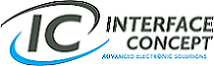 IC
INTERFACE
CONCEPT
ADVANCED ELECTRONIC SOLUTIONS